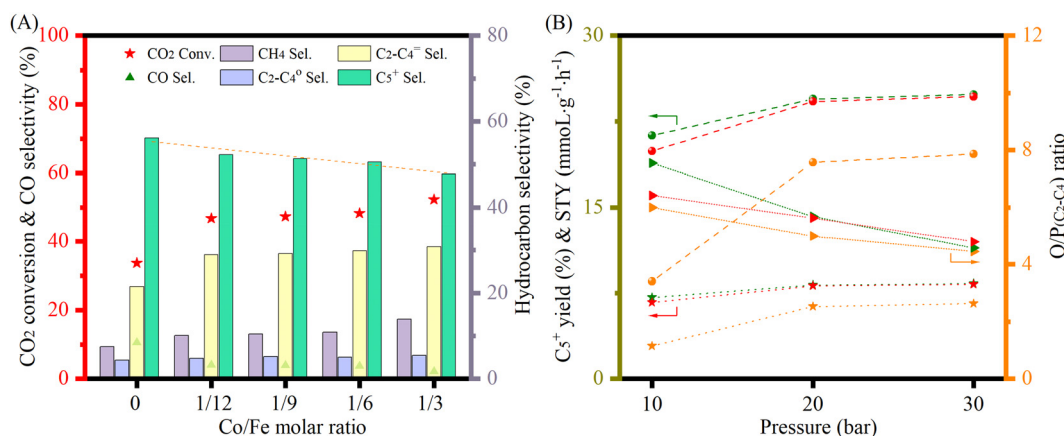 (A)
100
80
60
40
20
0
CO2 conversion & CO selectivity (%)
CO2 Conv.
CO Sel.
CH4 Sel.
C2-C4º Sel.
C2-C4⁼ Sel.
C5⁺ Sel.
80
60
40
20
0
Hydrocarbon selectivity (%)
0 1/12 1/9 1/6 1/3
Co/Fe molar ratio
(B)
30
15
0
C5⁺ yield (%) & STY (mmoL·g⁻¹·h⁻¹)
12
8
4
0
O/P(C2-C4) ratio
10 20 30
Pressure (bar)